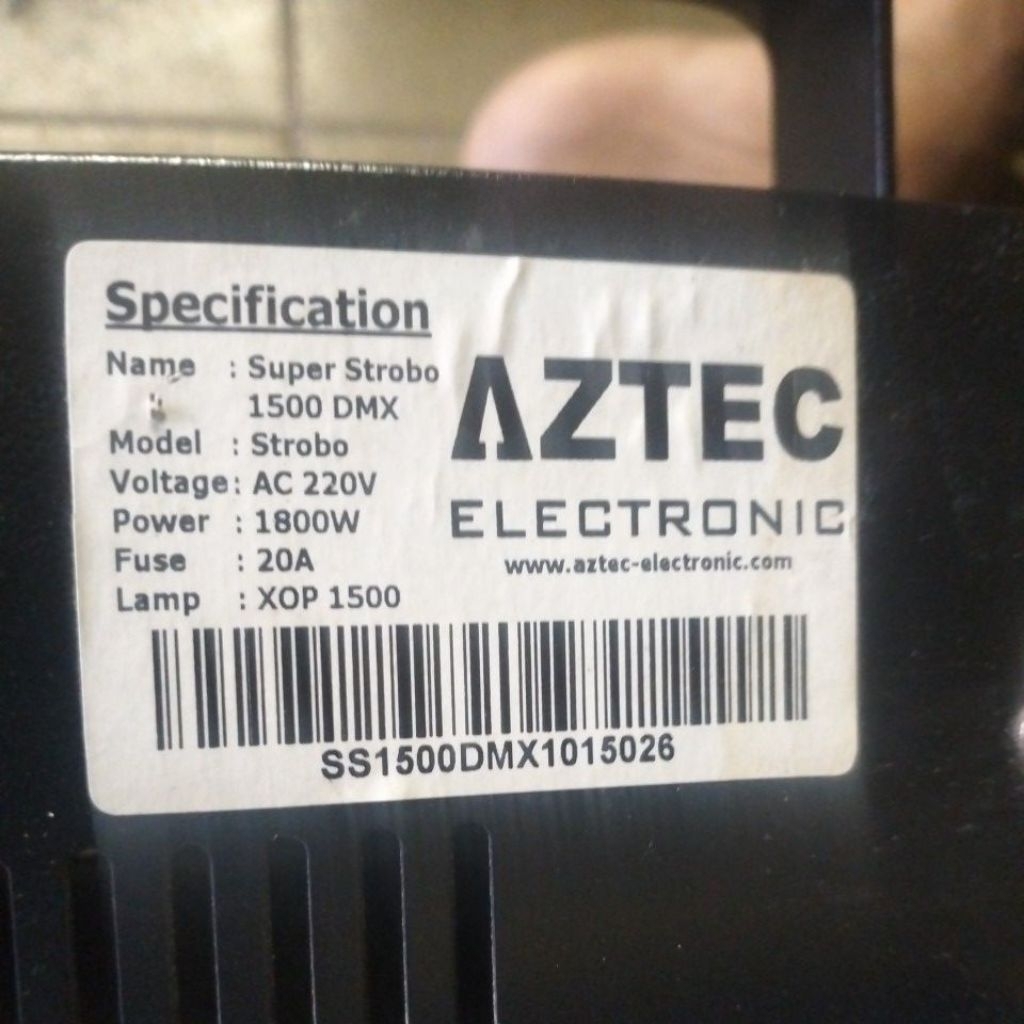 Specification
Name : Super Strobo
1500 DMX
Model : Strobo
Voltage: AC 220V
Power : 1800W
Fuse : 20A
Lamp : XOP 1500
AZTEC
ELECTRONIC
www.aztec-electronic.com
SS1500DMX1015026